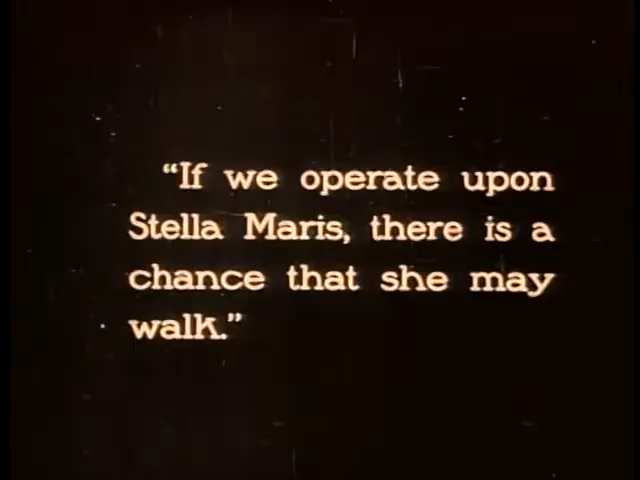 “If we operate upon
Stella Maris, there is a
chance that she may
walk.”